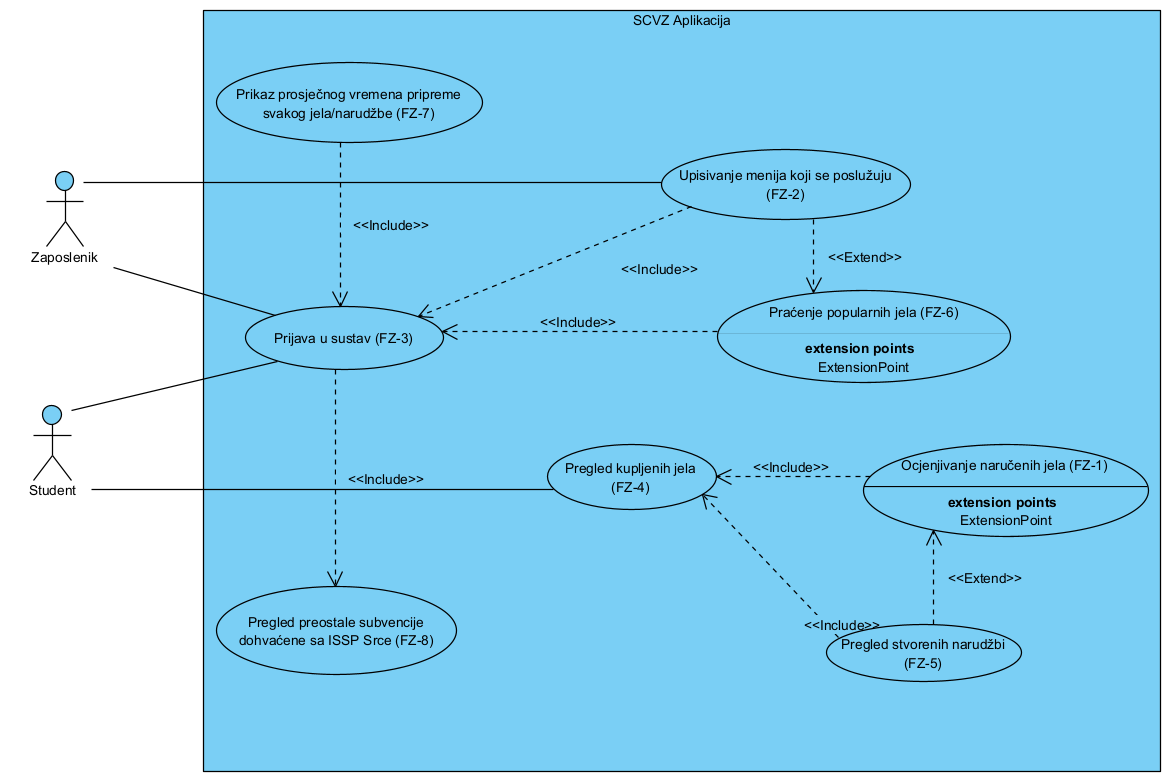 SCVZ Aplikacija
Prikaz prosječnog vremena pripreme
svakog jela/narudžbe (FZ-7)
Upisivanje menija koji se poslužuju
(FZ-2)
<<Include>>
Zaposlenik
<<Extend>>
<<Include>>
Praćenje popularnih jela (FZ-6)
<<Include>>
Prijava u sustav (FZ-3)
extension points
ExtensionPoint
Student
<<Include>>
Pregled kupljenih jela
(FZ-4)
<<Include>>
Ocjenjivanje naručenih jela (FZ-1)
extension points
ExtensionPoint
<<Extend>>
Pregled preostale subvencije
dohvaćene sa ISSP Srce (FZ-8)
<<Include>>
Pregled stvorenih narudžbi
(FZ-5)